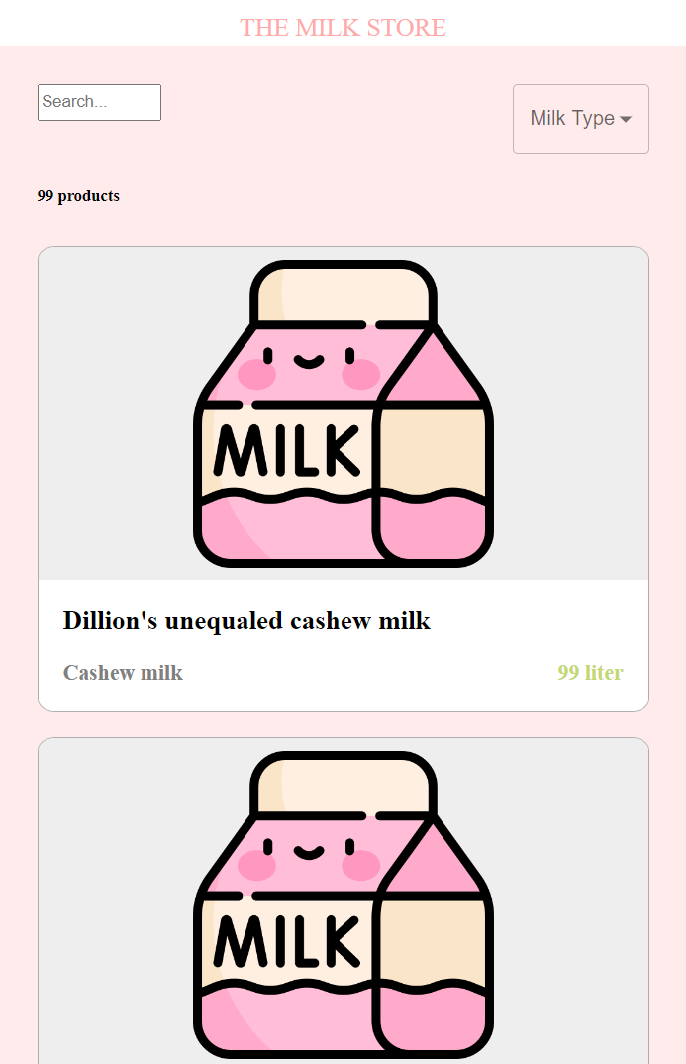 THE MILK STORE
Search...
Milk Type
99 products
MILK
Dillion's unequaled cashew milk
Cashew milk
99 liter
MILK